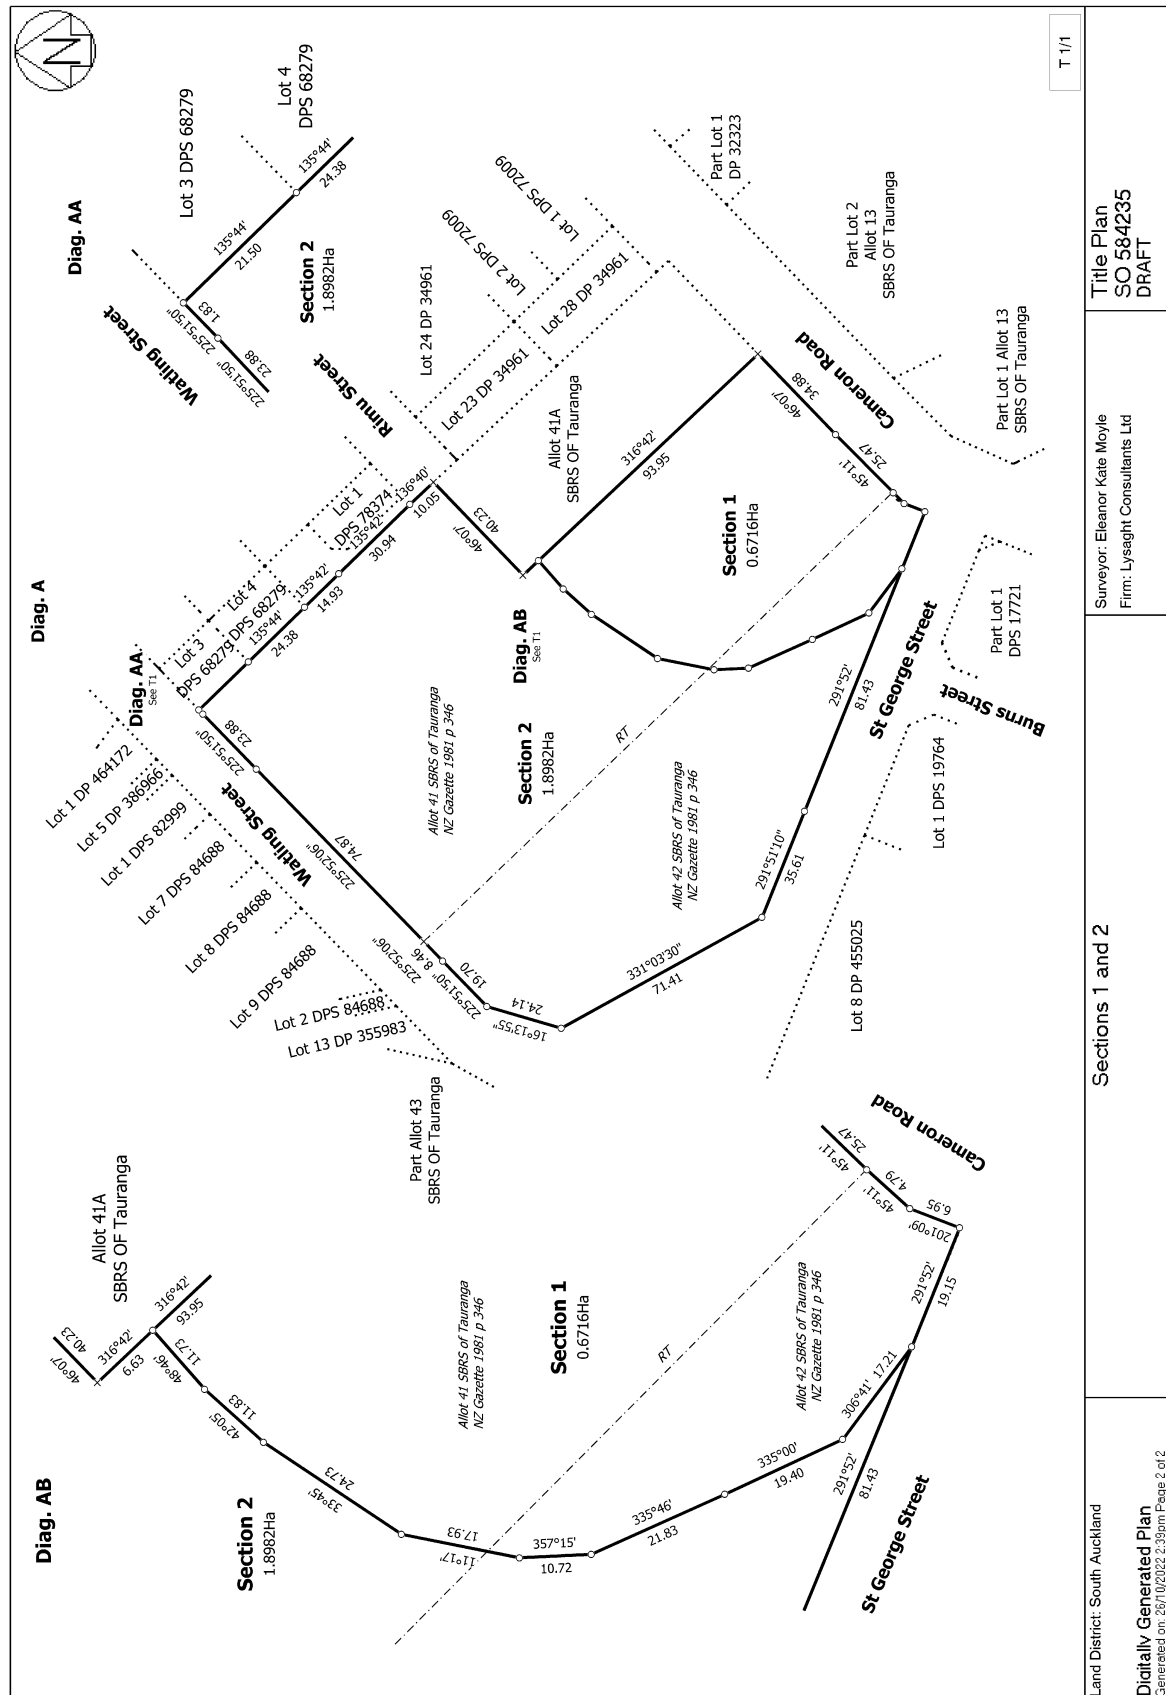 N
T 1/1
Diag. A
Diag. AA
Lot 3 DPS 68279
Lot 4
DPS 68279
135°44'
21.50
135°44'
24.38
1.83
225°51'50"
23.88
225°51'50"
Watling Street
Section 2
1.8982Ha
Rimu Street
Lot 24 DP 34961
Lot 23 DP 34961
Lot 28 DP 34961
Lot 2 DPS 72009
Lot 1 DPS 72009
Part Lot 1
DP 32323
Part Lot 2
Allot 13
SBRS OF Tauranga
Part Lot 1 Allot 13
SBRS OF Tauranga
Cameron Road
34.88
46°07'
25.47
45°11'
Allot 41A
SBRS OF Tauranga
316°42'
93.95
Section 1
0.6716Ha
40.23
46°07'
136°40'
10.05
Lot 1
DPS 78374
135°42'
30.94
135°42'
14.93
Lot 4
DPS 68279
135°44'
24.38
Lot 3
DPS 68279
Diag. AA
See T1
Diag. AB
See T1
23.88
225°51'50"
Watling Street
74.87
225°52'06"
8.46
225°52'06"
19.70
225°51'50"
24.14
16°13'55"
331°03'30"
71.41
291°51'10"
35.61
291°52'
81.43
St George Street
Burns Street
Part Lot 1
DPS 17721
Lot 1 DPS 19764
Lot 8 DP 455025
Section 2
1.8982Ha
Allot 41 SBRS of Tauranga
NZ Gazette 1981 p 346
Allot 42 SBRS of Tauranga
NZ Gazette 1981 p 346
RT
Lot 1 DP 464172
Lot 5 DP 386966
Lot 1 DPS 82999
Lot 7 DPS 84688
Lot 8 DPS 84688
Lot 9 DPS 84688
Lot 2 DPS 84688
Lot 13 DP 355983
Part Allot 43
SBRS OF Tauranga
Diag. AB
Allot 41A
SBRS OF Tauranga
40.23
46°07'
316°42'
6.63
316°42'
93.95
11.73
48°46'
11.83
42°05'
24.73
33°45'
17.93
11°17'
357°15'
10.72
335°46'
21.83
335°00'
19.40
306°41' 17.21
291°52'
81.43
291°52'
19.15
6.95
201°09'
4.79
45°11'
25.47
45°11'
Cameron Road
St George Street
Section 2
1.8982Ha
Section 1
0.6716Ha
Allot 41 SBRS of Tauranga
NZ Gazette 1981 p 346
Allot 42 SBRS of Tauranga
NZ Gazette 1981 p 346
RT
Land District: South Auckland
Digitally Generated Plan
Generated on: 26/10/2022 2:39pm Page 2 of 2
Sections 1 and 2
Surveyor: Eleanor Kate Moyle
Firm: Lysaght Consultants Ltd
Title Plan
SO 584235
DRAFT